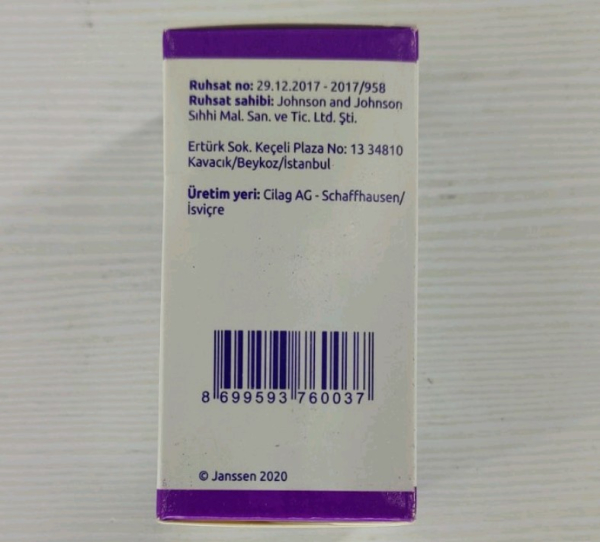 Ruhsat no: 29.12.2017 - 2017/958
Ruhsat sahibi: Johnson and Johnson
Sıhhi Mal. San. ve Tic. Ltd. Şti.
Ertürk Sok. Keçeli Plaza No: 13 34810
Kavacık/Beykoz/İstanbul
Üretim yeri: Cilag AG - Schaffhausen/
İsviçre
8 699593 760037
© Janssen 2020